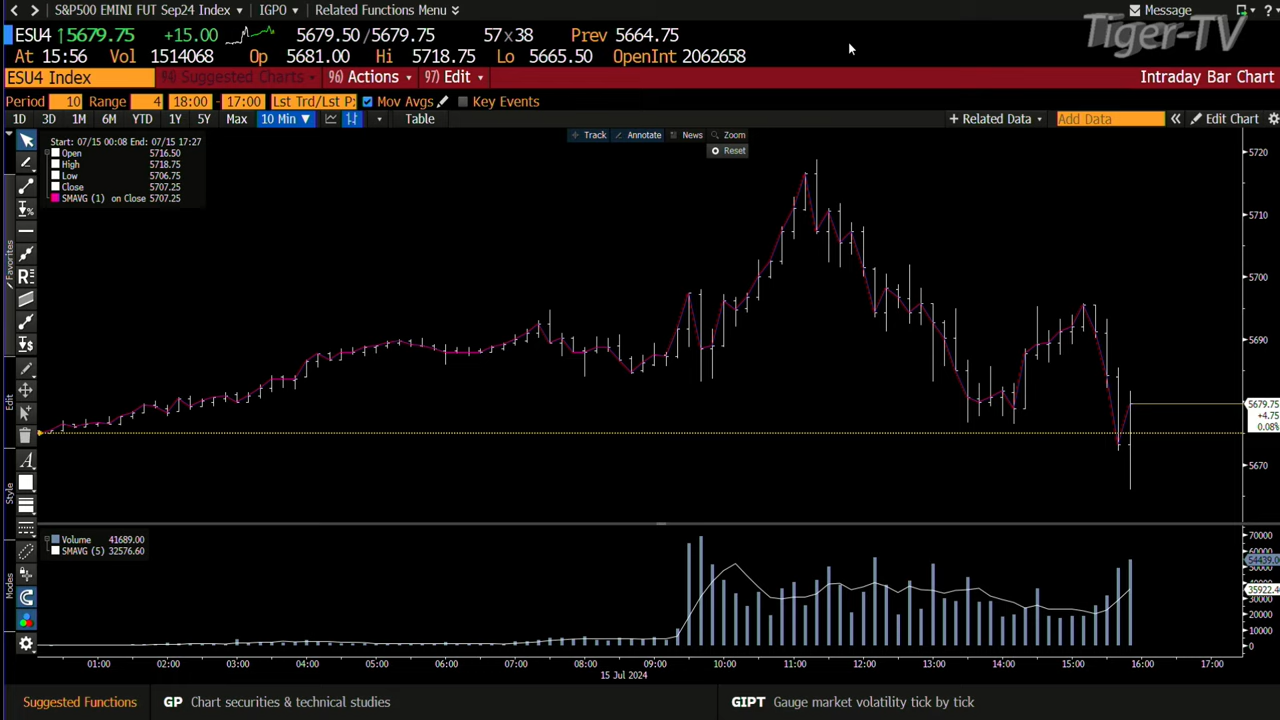 S&P500 EMINI FUT Sep24 Index IGPO Related Functions Menu Message ?
Tiger-TV
ESU4 ↑5679.75 +15.00 5679.50/5679.75 57×38 Prev 5664.75
At 15:56 Vol 1514068 Op 5681.00 Hi 5718.75 Lo 5665.50 OpenInt 2062658
ESU4 Index 94) Suggested Charts 96) Actions 97) Edit Intraday Bar Chart
Period 10 Range 4 18:00 - 17:00 Lst Trd/Lst P Mov Avgs Key Events
1D 3D 1M 6M YTD 1Y 5Y Max 10 Min ▼ Table + Related Data Add Data « Edit Chart
Track Annotate News Zoom
Reset
Start: 07/15 00:08 End: 07/15 17:27
Open 5716.50
High 5718.75
Low 5706.75
Close 5707.25
SMAVG (1) on Close 5707.25
Favorites
Edit
Style
Modes
5720
5710
5700
5690
5679.75
+4.75
0.08%
5670
Volume 41689.00
SMAVG (5) 32576.60
70000
60000
54439.0
35922.4
30000
20000
10000
0
01:00 02:00 03:00 04:00 05:00 06:00 07:00 08:00 09:00 10:00 11:00 12:00 13:00 14:00 15:00 16:00 17:00
15 Jul 2024
Suggested Functions GP Chart securities & technical studies GIPT Gauge market volatility tick by tick